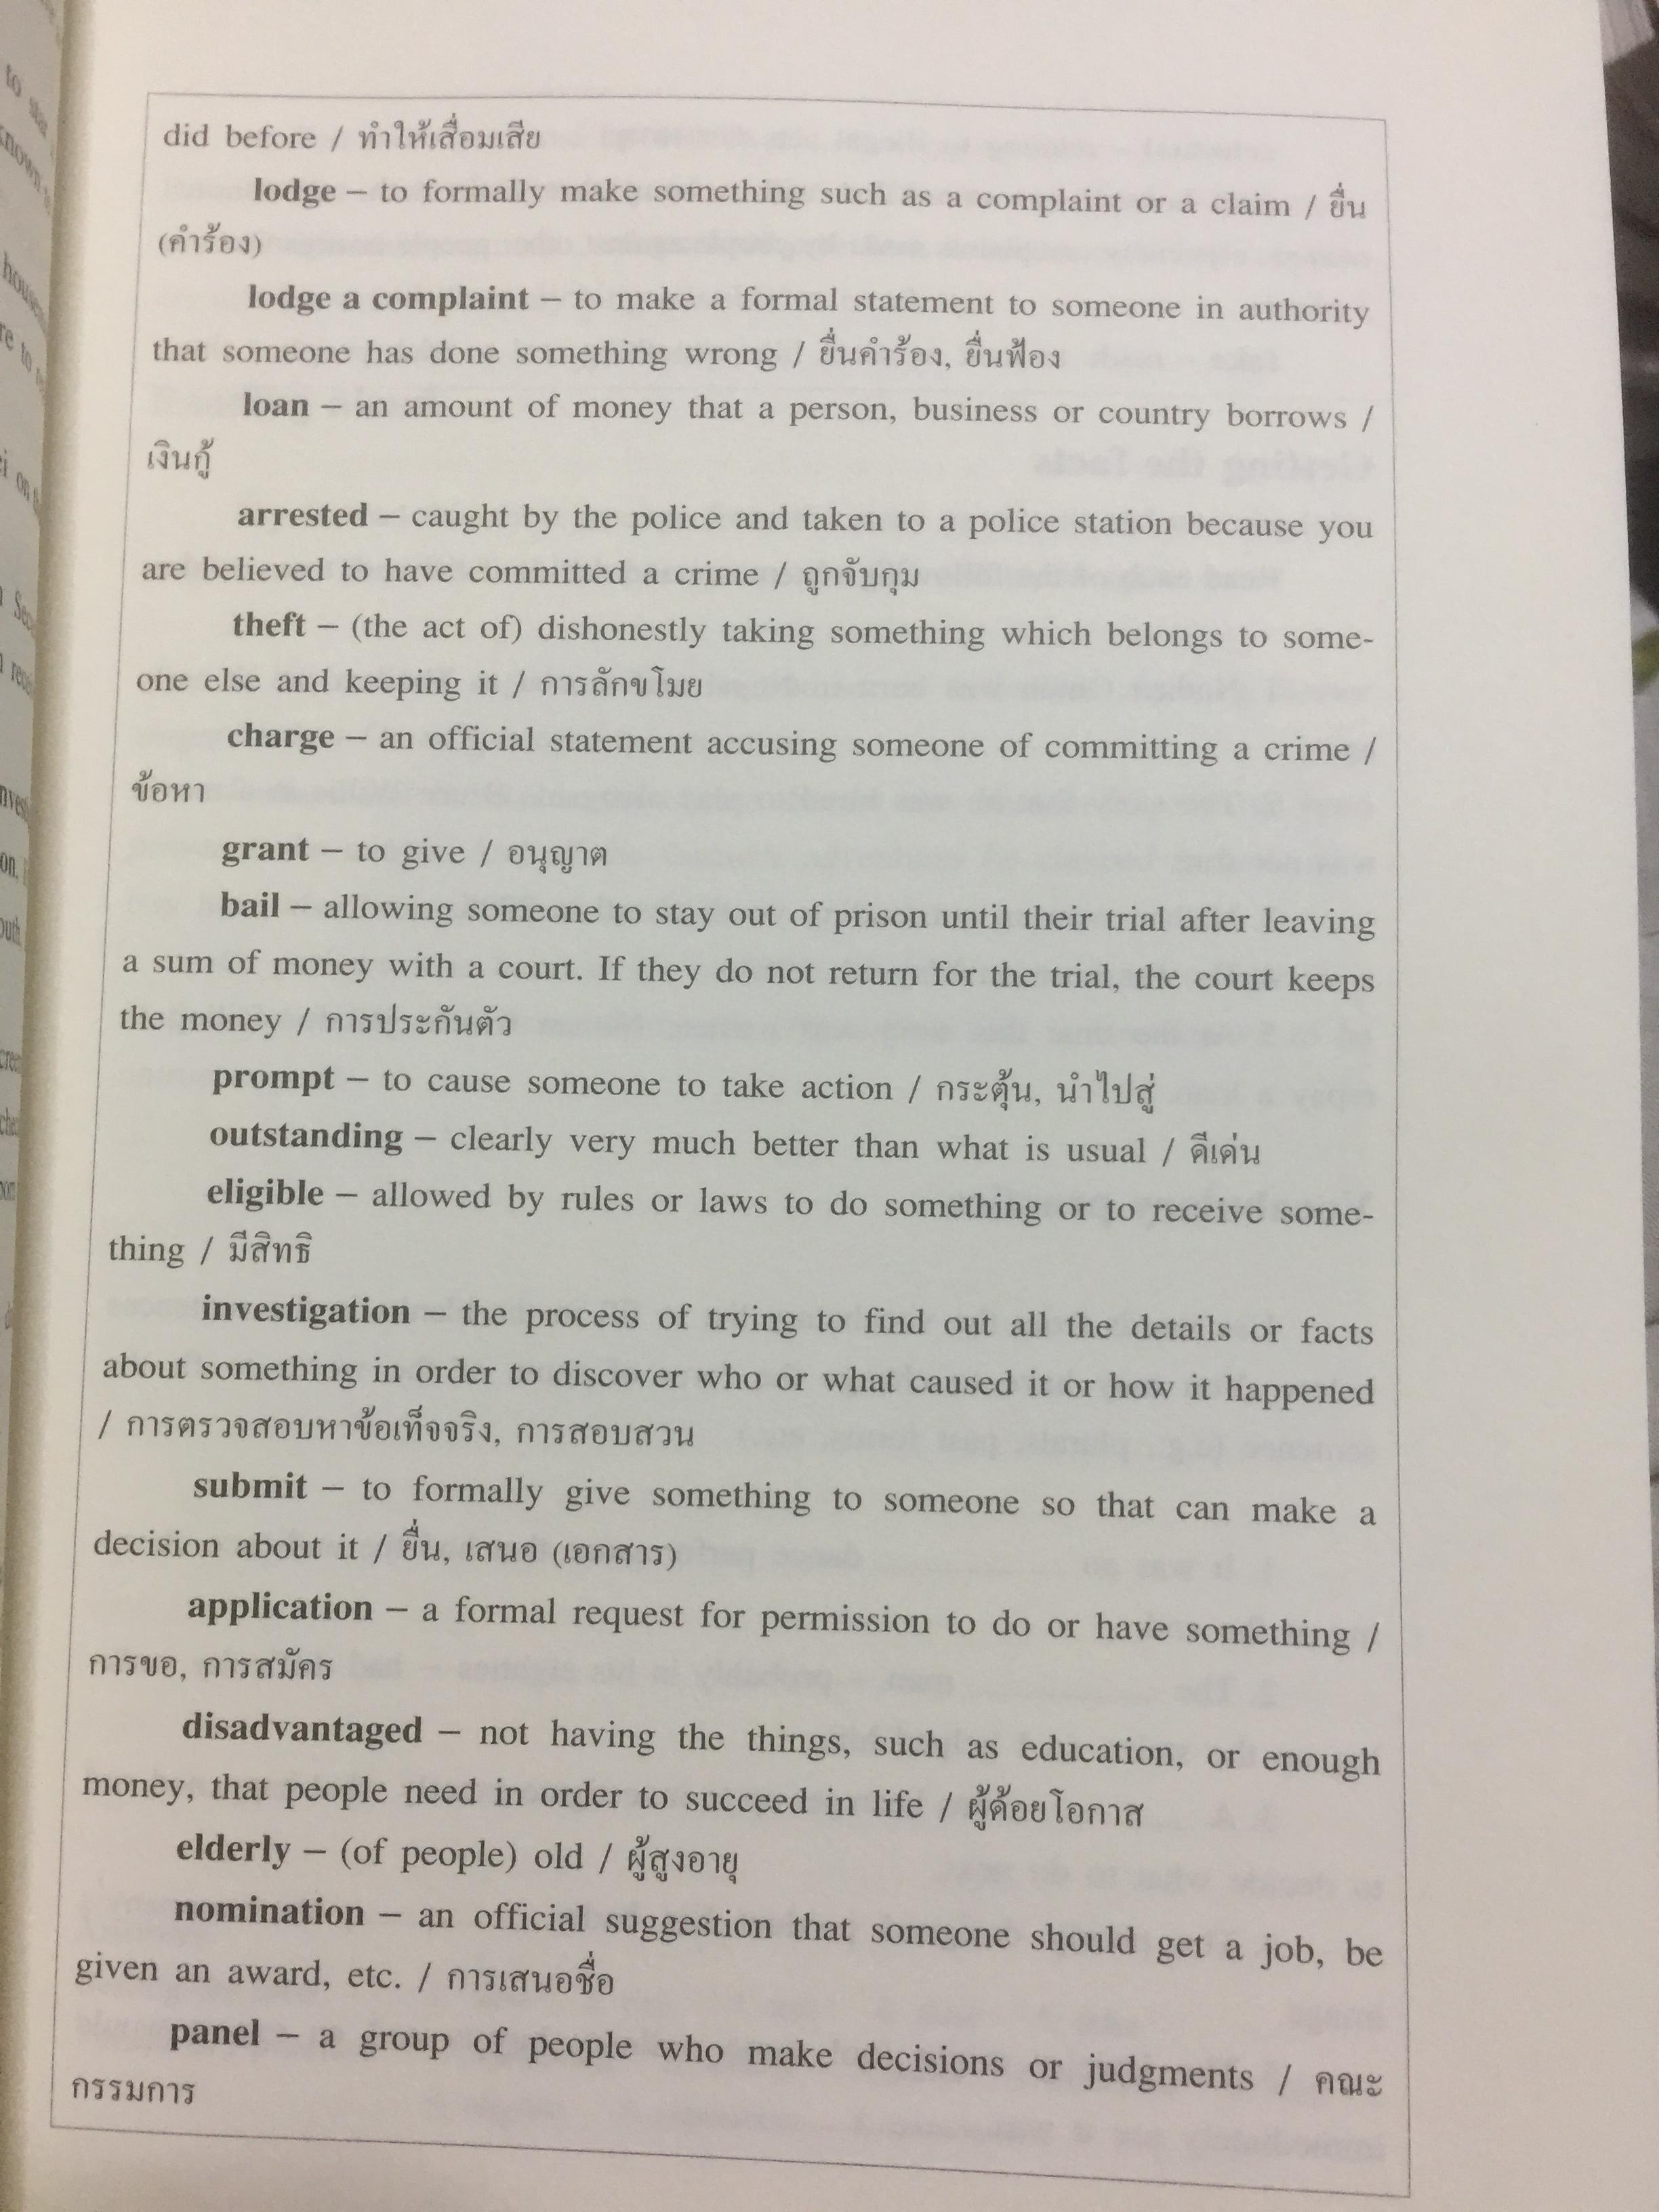 did before / ทำให้เสื่อมเสีย
lodge – to formally make something such as a complaint or a claim / ยื่น
(คำร้อง)
lodge a complaint – to make a formal statement to someone in authority
that someone has done something wrong / ยื่นคำร้อง, ยื่นฟ้อง
loan – an amount of money that a person, business or country borrows /
เงินกู้
arrested – caught by the police and taken to a police station because you
are believed to have committed a crime / ถูกจับกุม
theft – (the act of) dishonestly taking something which belongs to some-
one else and keeping it / การลักขโมย
charge – an official statement accusing someone of committing a crime /
ข้อหา
grant – to give / อนุญาต
bail – allowing someone to stay out of prison until their trial after leaving
a sum of money with a court. If they do not return for the trial, the court keeps
the money / การประกันตัว
prompt – to cause someone to take action / กระตุ้น, นำไปสู่
outstanding – clearly very much better than what is usual / ดีเด่น
eligible – allowed by rules or laws to do something or to receive some-
thing / มีสิทธิ
investigation – the process of trying to find out all the details or facts
about something in order to discover who or what caused it or how it happened
/ การตรวจสอบหาข้อเท็จจริง, การสอบสวน
submit – to formally give something to someone so that can make a
decision about it / ยื่น, เสนอ (เอกสาร)
application – a formal request for permission to do or have something /
การขอ, การสมัคร
disadvantaged – not having the things, such as education, or enough
money, that people need in order to succeed in life / ผู้ด้อยโอกาส
elderly – (of people) old / ผู้สูงอายุ
nomination – an official suggestion that someone should get a job, be
given an award, etc. / การเสนอชื่อ
panel – a group of people who make decisions or judgments / คณะ
กรรมการ